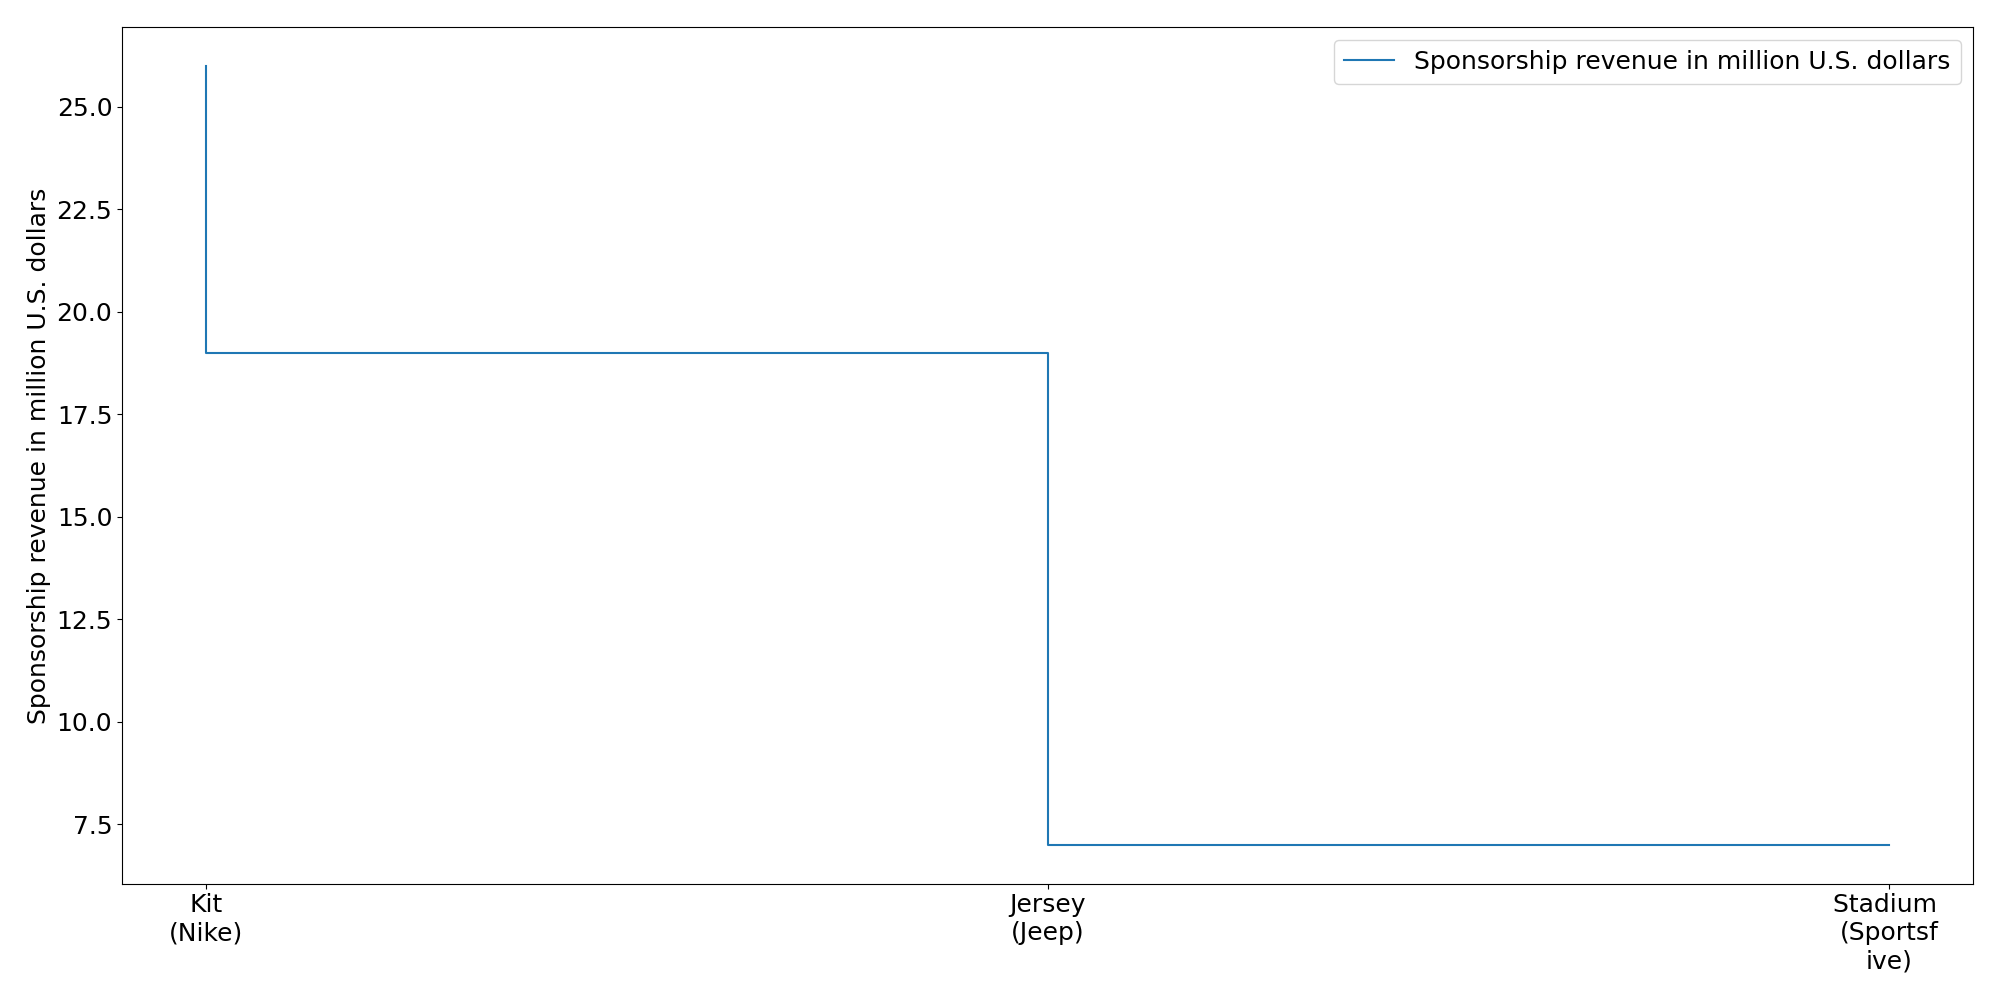 Sponsorship revenue in million U.S. dollars
Sponsorship revenue in million U.S. dollars
25.0
22.5
20.0
17.5
15.0
12.5
10.0
7.5
Kit
(Nike)
Jersey
(Jeep)
Stadium
(Sportsf
ive)